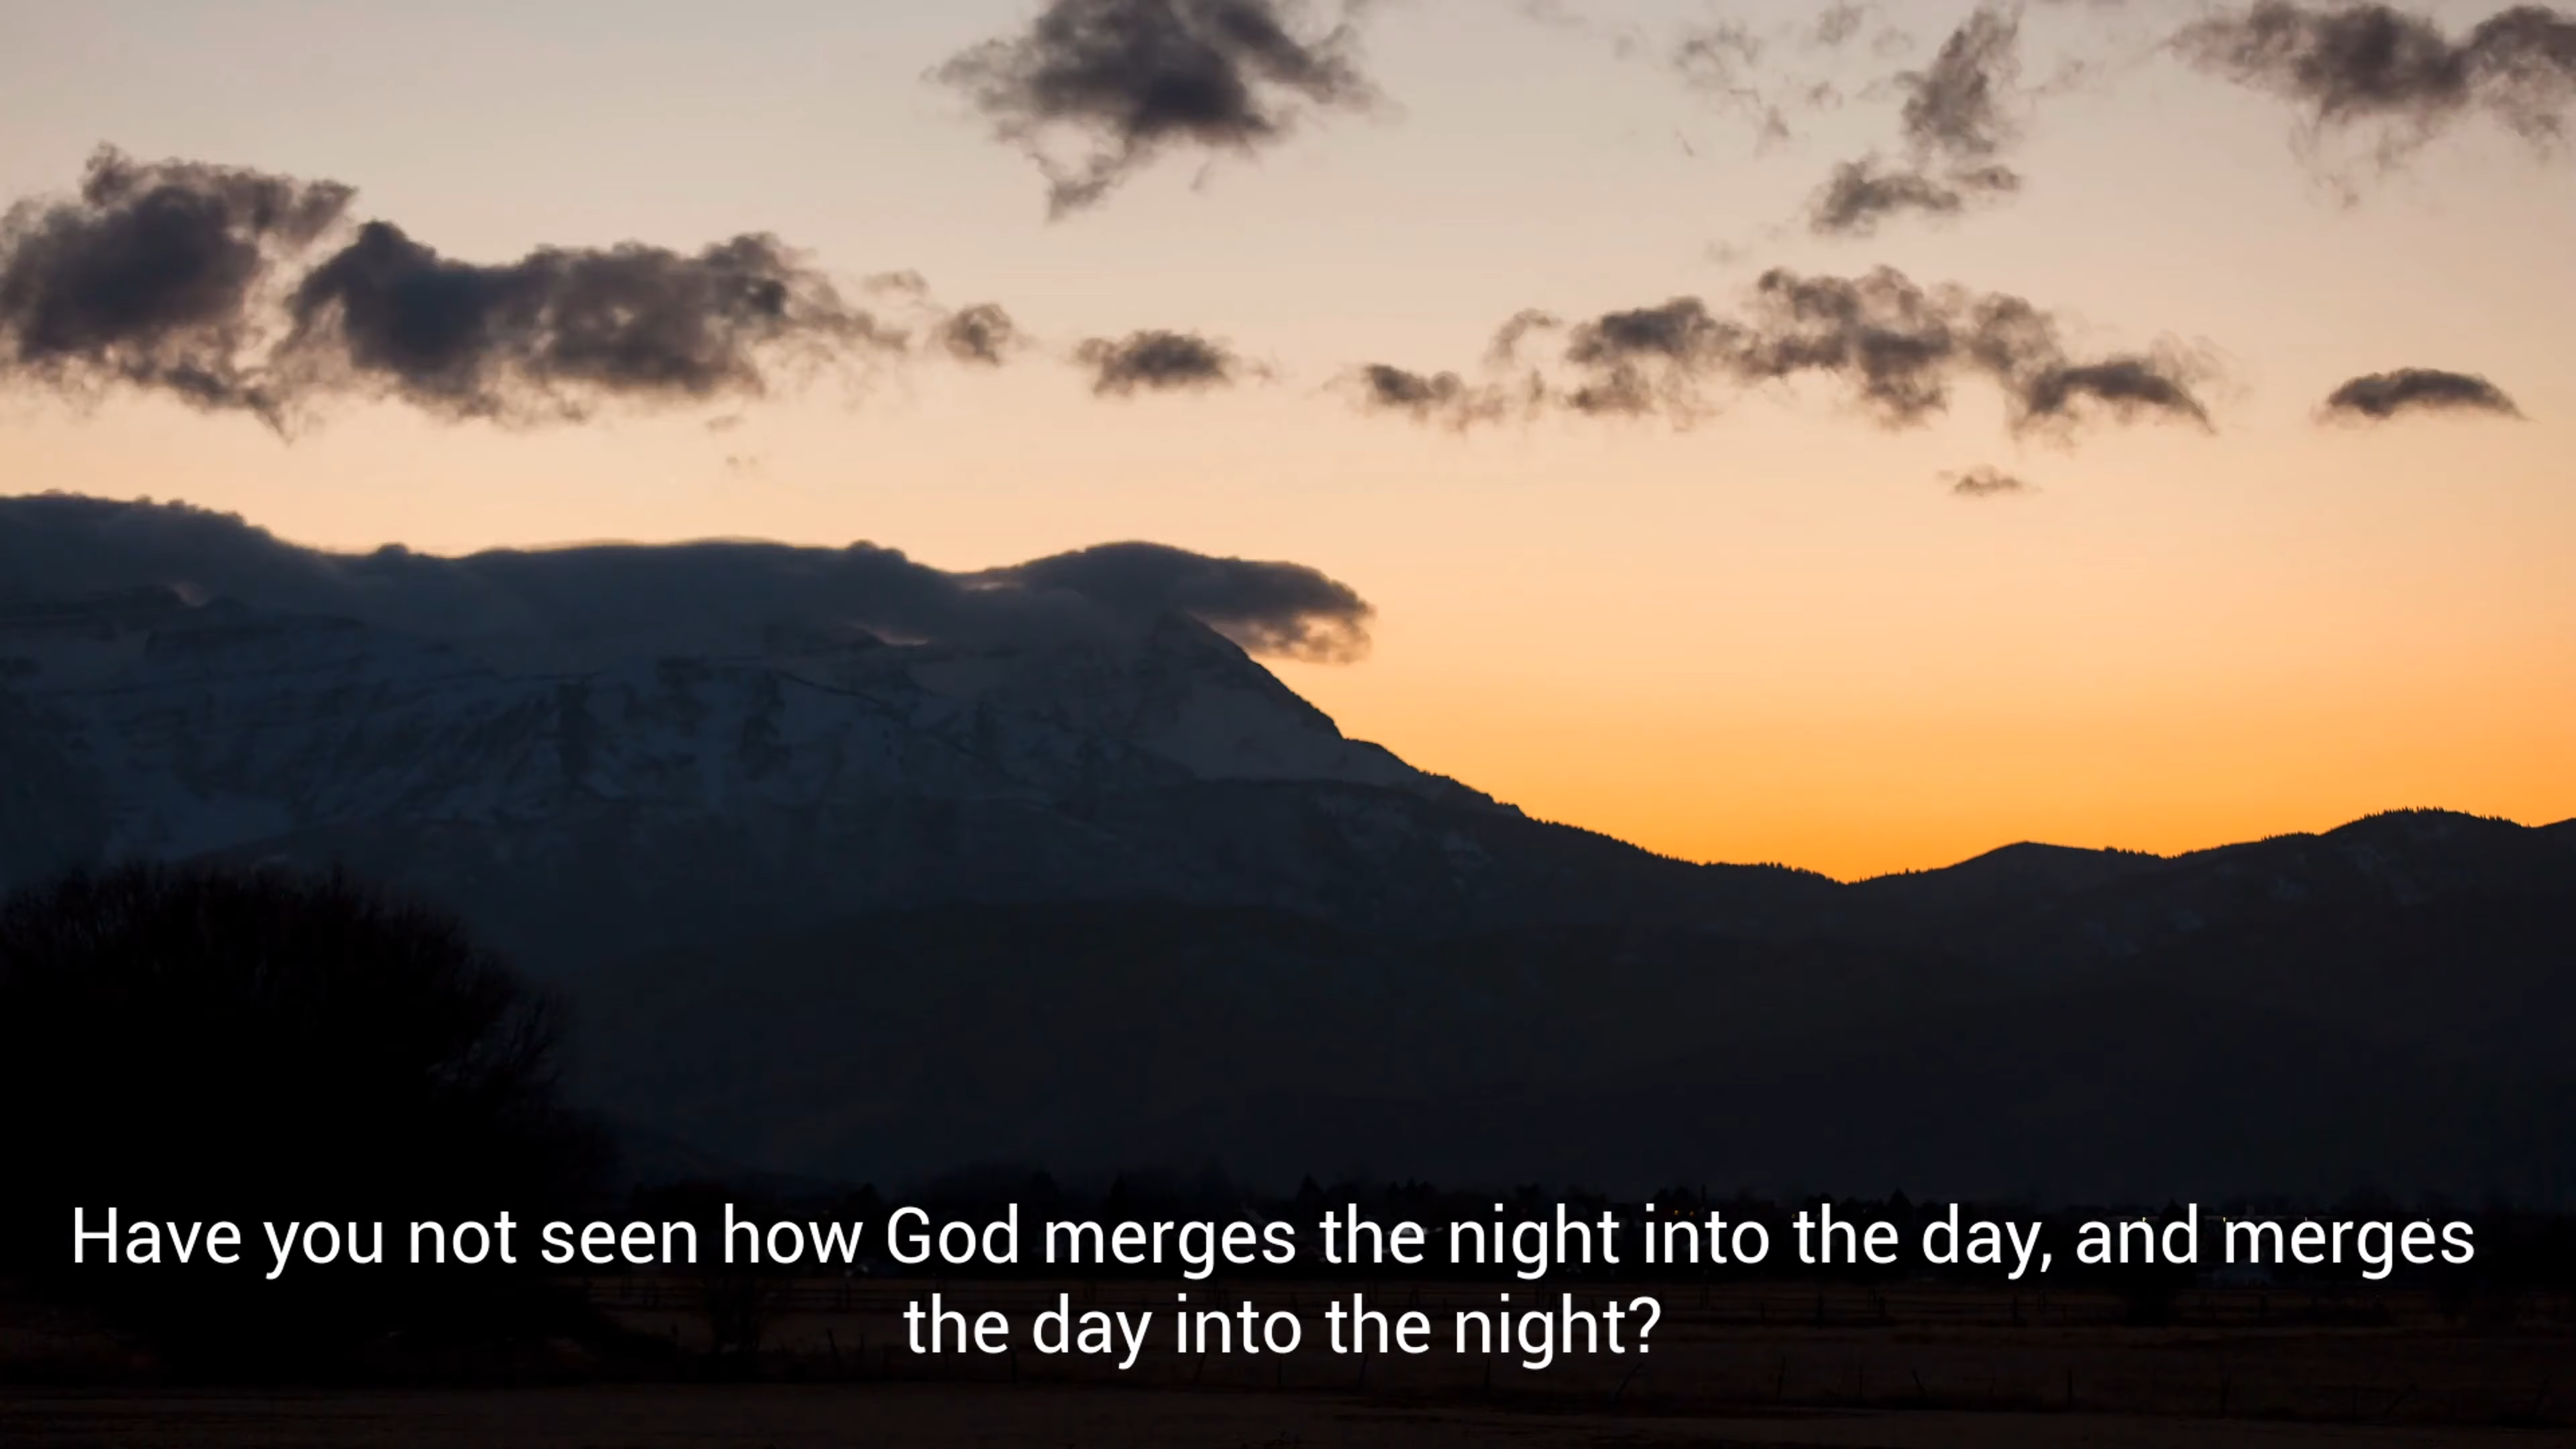 Have you not seen how God merges the night into the day, and merges
the day into the night?